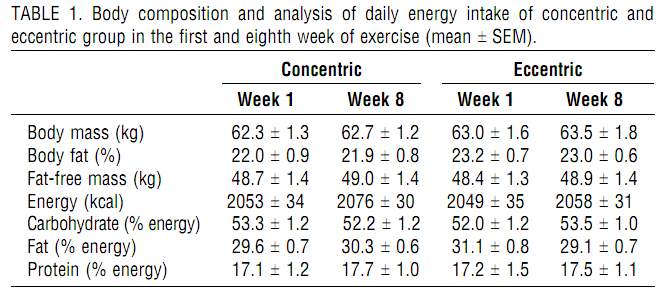 TABLE 1. Body composition and analysis of daily energy intake of concentric and
eccentric group in the first and eighth week of exercise (mean ± SEM).
Concentric Eccentric
Week 1 Week 8 Week 1 Week 8
Body mass (kg) 62.3 ± 1.3 62.7 ± 1.2 63.0 ± 1.6 63.5 ± 1.8
Body fat (%) 22.0 ± 0.9 21.9 ± 0.8 23.2 ± 0.7 23.0 ± 0.6
Fat-free mass (kg) 48.7 ± 1.4 49.0 ± 1.4 48.4 ± 1.3 48.9 ± 1.4
Energy (kcal) 2053 ± 34 2076 ± 30 2049 ± 35 2058 ± 31
Carbohydrate (% energy) 53.3 ± 1.2 52.2 ± 1.2 52.0 ± 1.2 53.5 ± 1.0
Fat (% energy) 29.6 ± 0.7 30.3 ± 0.6 31.1 ± 0.8 29.1 ± 0.7
Protein (% energy) 17.1 ± 1.2 17.7 ± 1.0 17.2 ± 1.5 17.5 ± 1.1